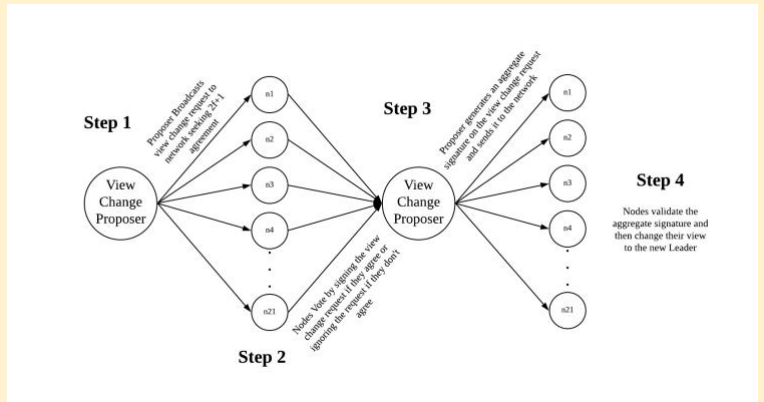 Step 1
Proposer Broadcasts
view change request to
network seeking 2f+1
agreement
View
Change
Proposer
n1
n2
n3
n4
n21
Step 2
Nodes Vote by signing the view
change request if they agree or
ignoring the request if they don't
agree
Step 3
View
Change
Proposer
Proposer generates an aggregate
signature on the view change request
and sends it to the network
n1
n2
n3
n4
n21
Step 4
Nodes validate the
aggregate signature and
then change their view
to the new Leader